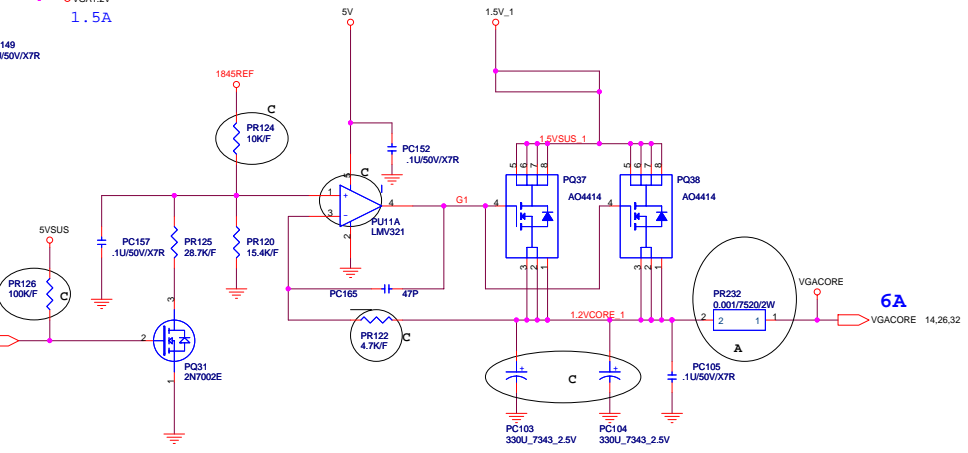 1.5A
149
U/50V/X7R
5V
1.5V_1
1845REF
C
PR124
10K/F
PC152
.1U/50V/X7R
C
5
1
+
4
3
-
2
PU11A
LMV321
G1
1.5VSUS_1
5
6
7
8
4
PQ37
AO4414
3
2
1
5
6
7
8
4
PQ38
AO4414
3
2
1
5VSUS
PR126
100K/F
C
PC157
.1U/50V/X7R
PR125
28.7K/F
PR120
15.4K/F
PC165
47P
3
2
1
PQ31
2N7002E
PR122
4.7K/F
C
1.2VCORE_1
PR232
0.001/7520/2W
2
2
1
1
A
VGACORE
6A
VGACORE 14,26,32
C
+
+
PC105
.1U/50V/X7R
PC103
330U_7343_2.5V
PC104
330U_7343_2.5V